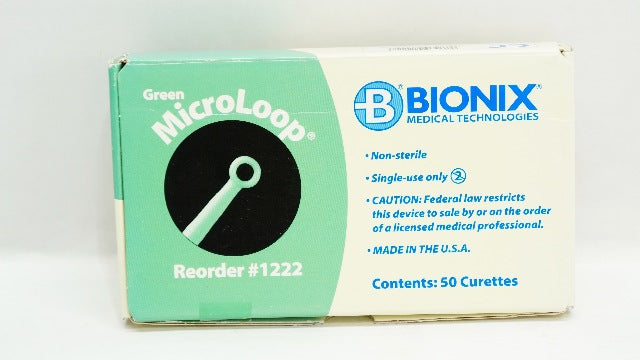 Green
MicroLoop®
Reorder #1222
B® BIONIX®
MEDICAL TECHNOLOGIES
• Non-sterile
• Single-use only 2
• CAUTION: Federal law restricts
this device to sale by or on the order
of a licensed medical professional.
• MADE IN THE U.S.A.
Contents: 50 Curettes